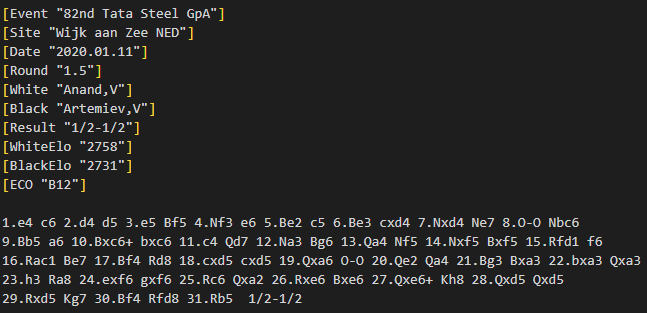 [Event "82nd Tata Steel GpA"]
[Site "Wijk aan Zee NED"]
[Date "2020.01.11"]
[Round "1.5"]
[White "Anand,V"]
[Black "Artemiev,V"]
[Result "1/2-1/2"]
[WhiteElo "2758"]
[BlackElo "2731"]
[ECO "B12"]

1.e4 c6 2.d4 d5 3.e5 Bf5 4.Nf3 e6 5.Be2 c5 6.Be3 cxd4 7.Nxd4 Ne7 8.O-O Nbc6
9.Bb5 a6 10.Bxc6+ bxc6 11.c4 Qd7 12.Na3 Bg6 13.Qa4 Nf5 14.Nxf5 Bxf5 15.Rfd1 f6
16.Rac1 Be7 17.Bf4 Rd8 18.cxd5 cxd5 19.Qxa6 O-O 20.Qe2 Qa4 21.Bg3 Bxa3 22.bxa3 Qxa3
23.h3 Ra8 24.exf6 gxf6 25.Rc6 Qxa2 26.Rxe6 Bxe6 27.Qxe6+ Kh8 28.Qxd5 Qxd5
29.Rxd5 Kg7 30.Bf4 Rfd8 31.Rb5  1/2-1/2